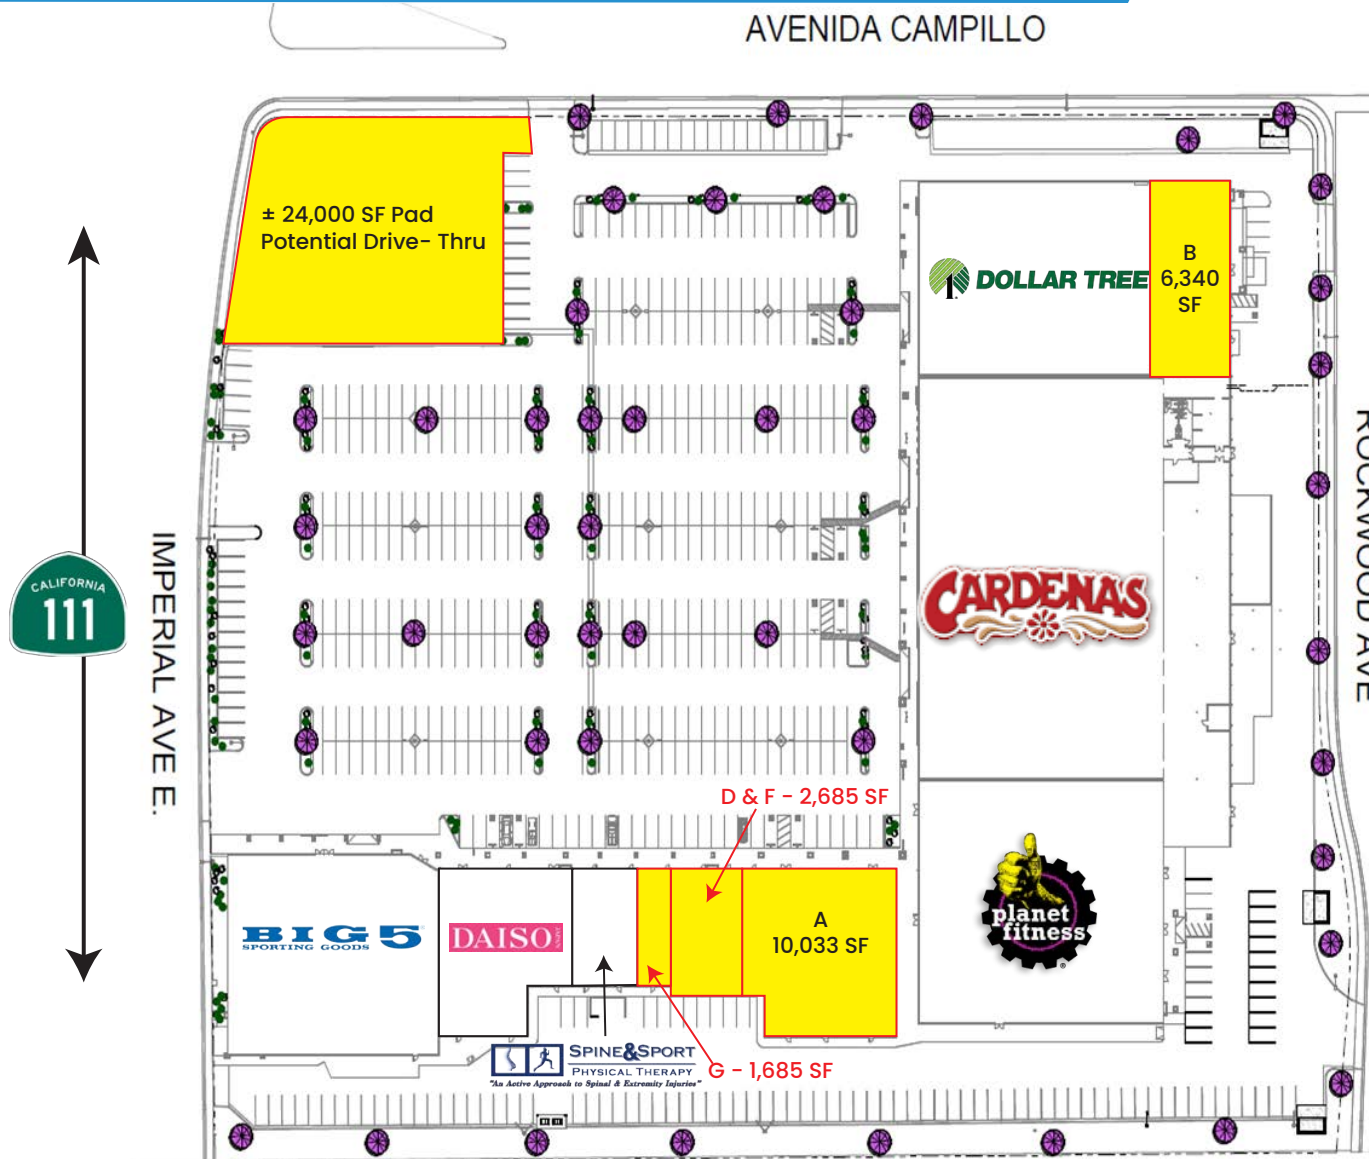 AVENIDA CAMPILLO
± 24,000 SF Pad
Potential Drive- Thru
DOLLAR TREE
B
6,340
SF
ROCKWOOD AVE
CALIFORNIA
111
IMPERIAL AVE E.
CARDENAS
D & F - 2,685 SF
planet
fitness
BIG 5
SPORTING GOODS
DAISO
JAPAN
A
10,033 SF
SPINE&SPORT
PHYSICAL THERAPY
"An Active Approach to Spinal & Extremity Injuries"
G - 1,685 SF